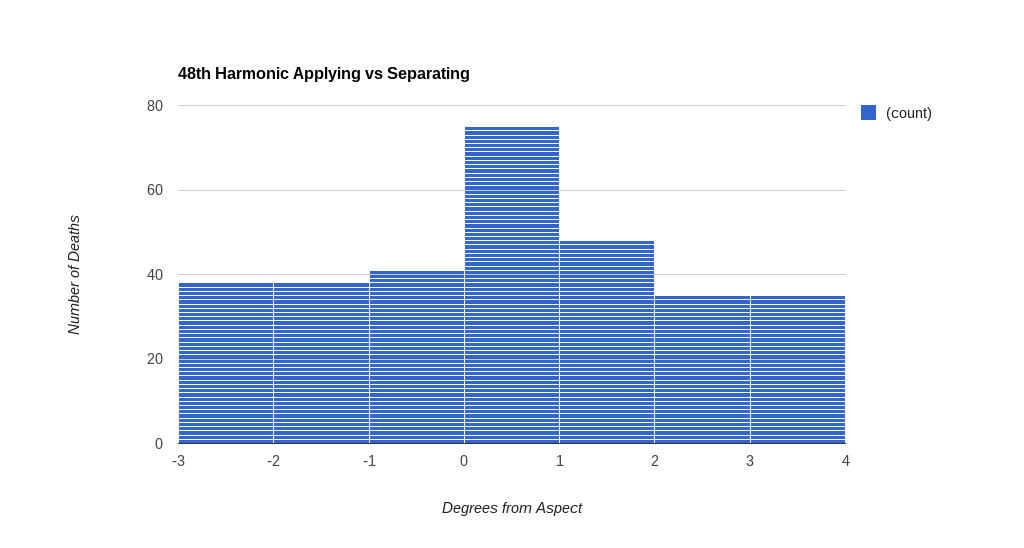 48th Harmonic Applying vs Separating
(count)
Number of Deaths
80
60
40
20
0
-3 -2 -1 0 1 2 3 4
Degrees from Aspect